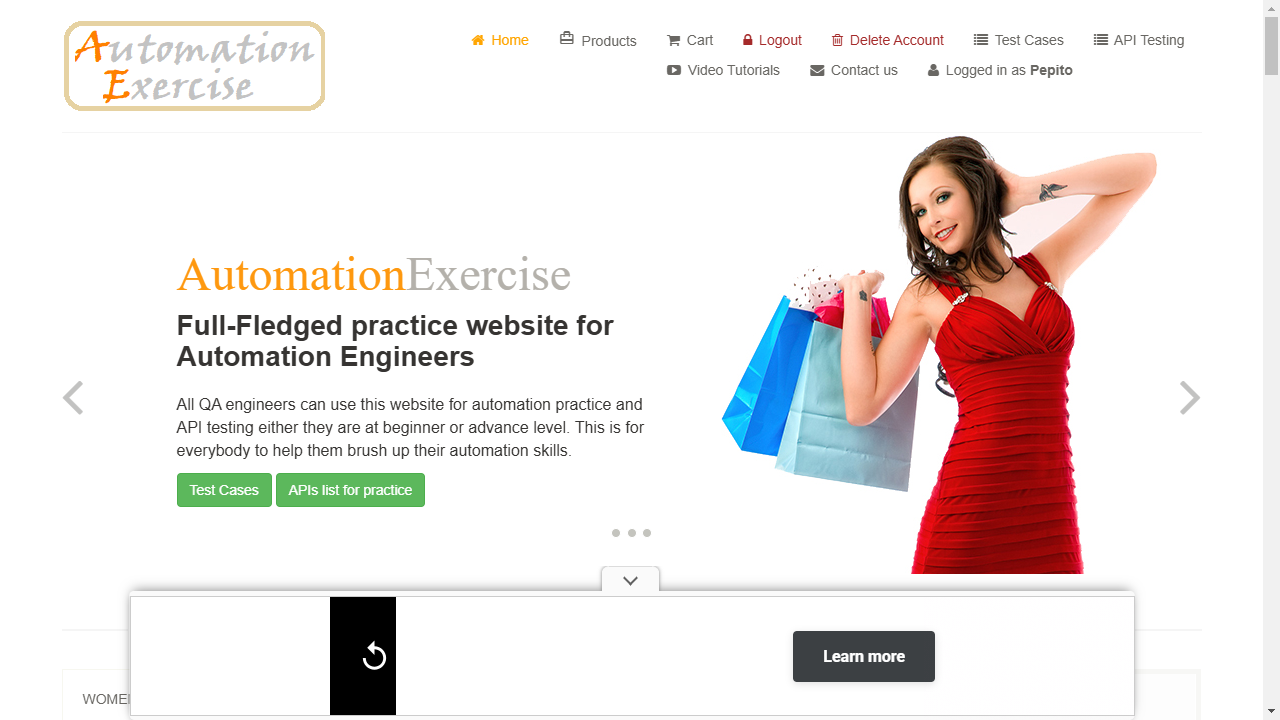 Automation
Exercise
Home
Products
Cart
Logout
Delete Account
Test Cases
API Testing
Video Tutorials
Contact us
Logged in as Pepito
AutomationExercise
Full-Fledged practice website for
Automation Engineers
All QA engineers can use this website for automation practice and
API testing either they are at beginner or advance level. This is for
everybody to help them brush up their automation skills.
Test Cases
APIs list for practice
Learn more